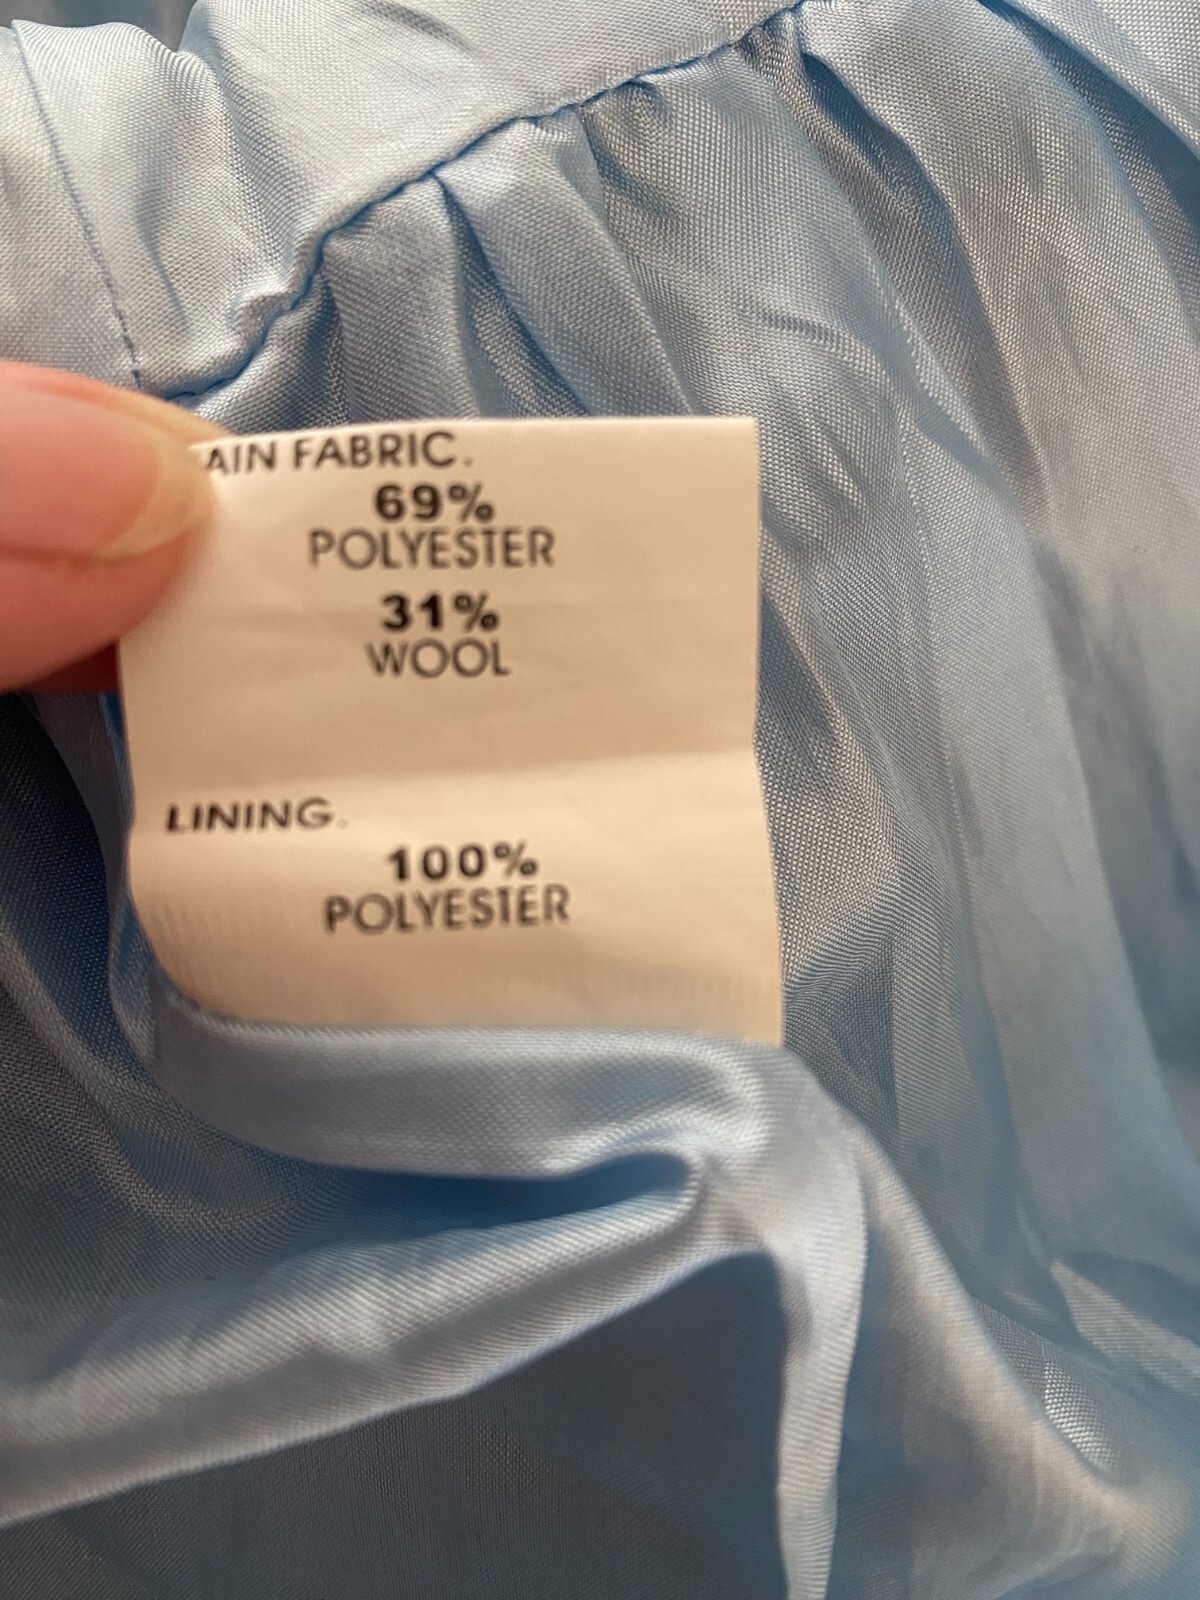 AIN FABRIC.
69%
POLYESTER
31%
WOOL
LINING.
100%
POLYESTER